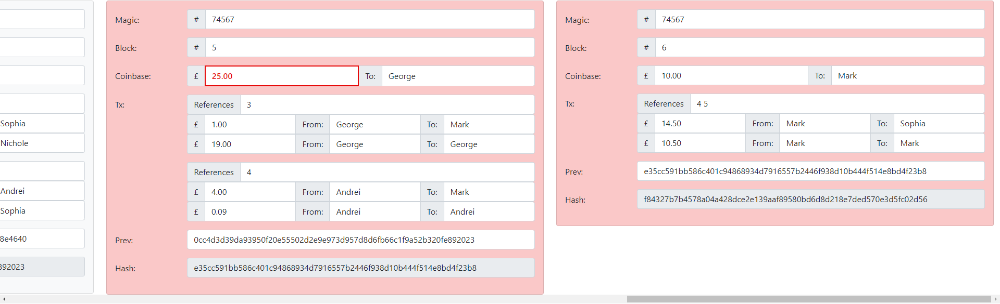 Sophia
Nichole
Andrei
Sophia
8e4640
392023
Magic: # 74567
Block: # 5
Coinbase: £ 25.00 To: George
Tx: References 3
£ 1.00 From: George To: Mark
£ 19.00 From: George To: George
References 4
£ 4.00 From: Andrei To: Mark
£ 0.09 From: Andrei To: Andrei
Prev: 0cc4d3d39da93950f20e55502d2e9e973d957d8d6fb66c1f9a52b320fe892023
Hash: e35cc591bb586c401c94868934d7916557b2446f938d10b444f514e8bd4f23b8
Magic: # 74567
Block: # 6
Coinbase: £ 10.00 To: Mark
Tx: References 4 5
£ 14.50 From: Mark To: Sophia
£ 10.50 From: Mark To: Mark
Prev: e35cc591bb586c401c94868934d7916557b2446f938d10b444f514e8bd4f23b8
Hash: f84327b7b4578a04a428dce2e139aaf89580bd6d8d218e7ded570e3d5fc02d56